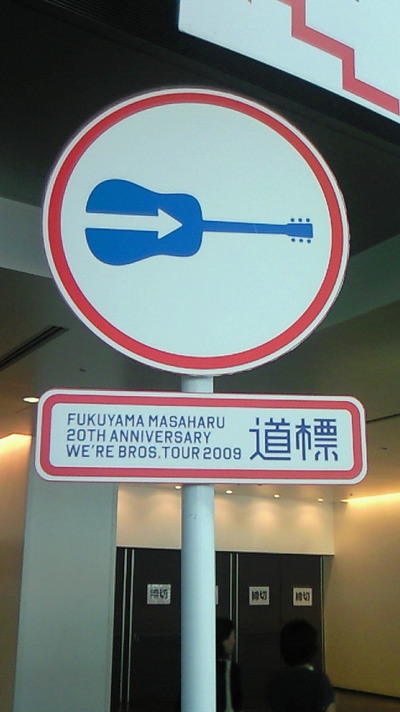 FUKUYAMA MASAHARU
20TH ANNIVERSARY
WE'RE BROS. TOUR 2009
道標
締切
締切
締切